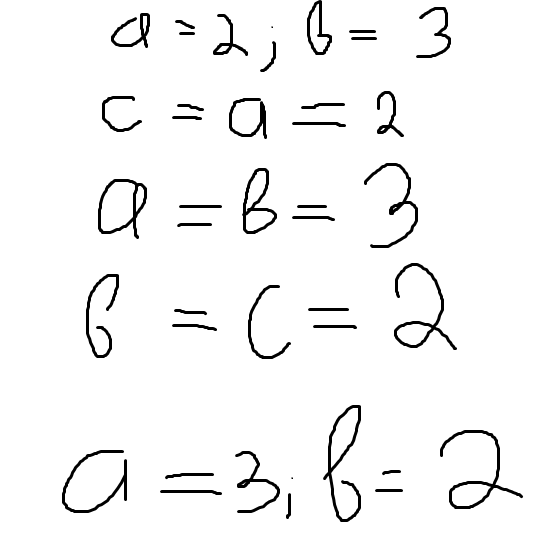 a = 2; b = 3
c = a = 2
a = b = 3
b = c = 2
a = 3; b = 2